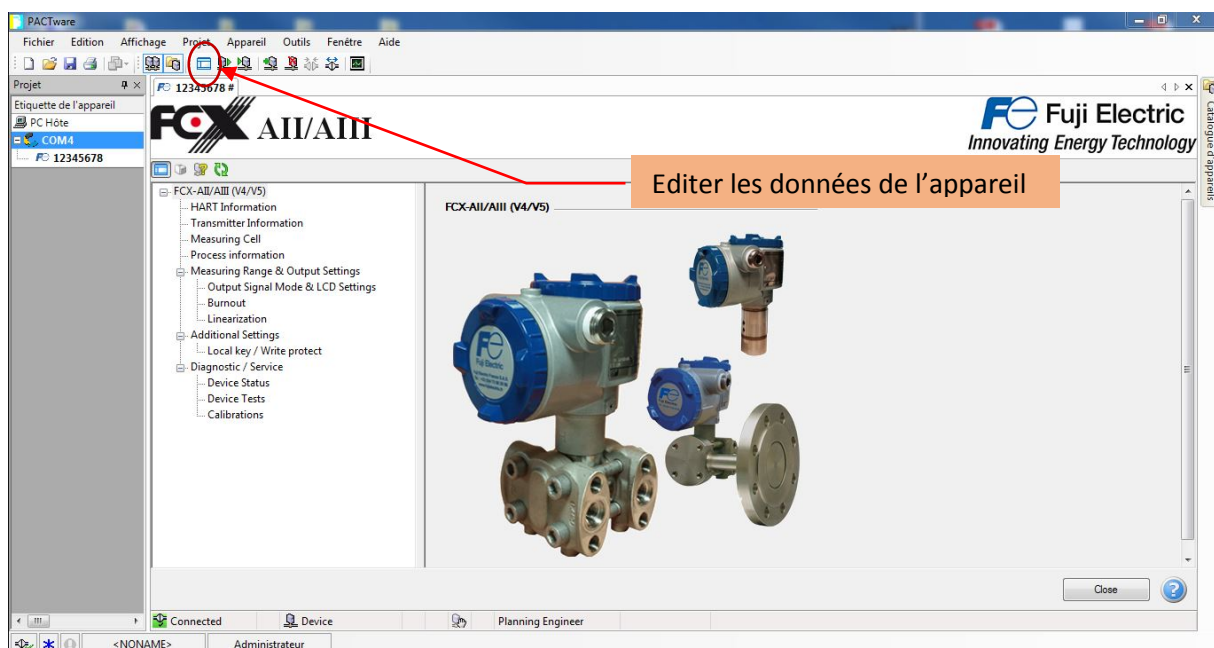 PACTware
Fichier Edition Affichage Projet Appareil Outils Fenêtre Aide
Projet
12345678 #
Etiquette de l'appareil
PC Hôte
COM4
12345678
FCX AII/AIII
Fe Fuji Electric
Innovating Energy Technology
Catalogue d'appareils
Editer les données de l'appareil
FCX-AII/AIII (V4/V5)
HART Information
Transmitter Information
Measuring Cell
Process information
Measuring Range & Output Settings
Output Signal Mode & LCD Settings
Burnout
Linearization
Additional Settings
Local key / Write protect
Diagnostic / Service
Device Status
Device Tests
Calibrations
FCX-AII/AIII (V4/V5)
Close
Connected Device Planning Engineer
<NONAME> Administrateur